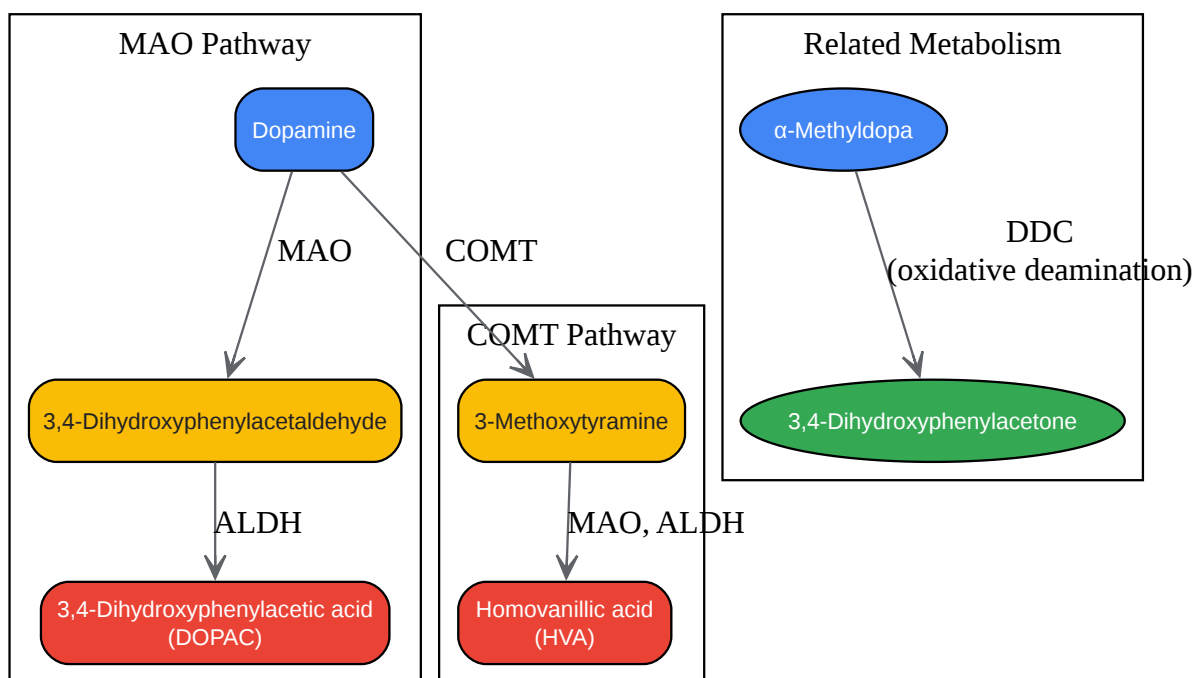 MAO Pathway
Dopamine
MAO
3,4-Dihydroxyphenylacetaldehyde
ALDH
3,4-Dihydroxyphenylacetic acid
(DOPAC)
COMT
COMT Pathway
3-Methoxytyramine
MAO, ALDH
Homovanillic acid
(HVA)
Related Metabolism
α-Methyldopa
DDC
(oxidative deamination)
3,4-Dihydroxyphenylacetone